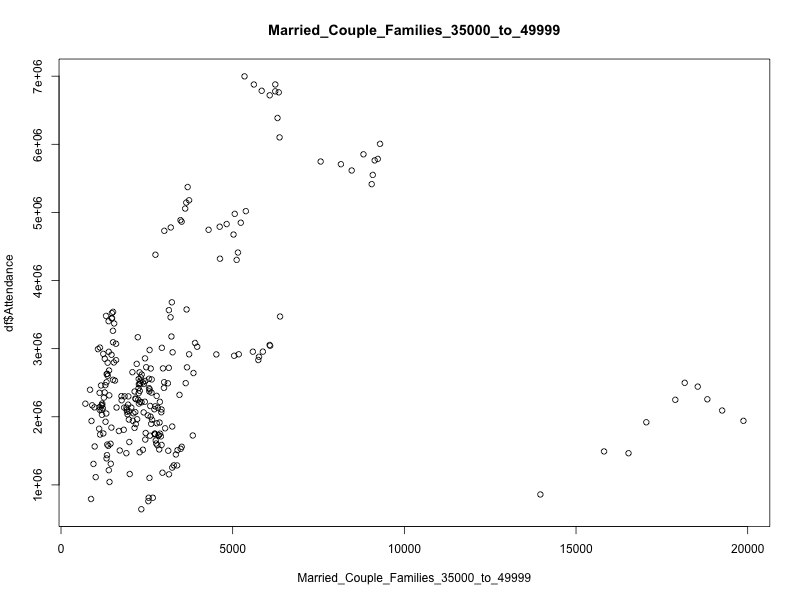 Married_Couple_Families_35000_to_49999
7e+06
6e+06
5e+06
4e+06
3e+06
2e+06
1e+06
df$Attendance
0
5000
10000
15000
20000
Married_Couple_Families_35000_to_49999